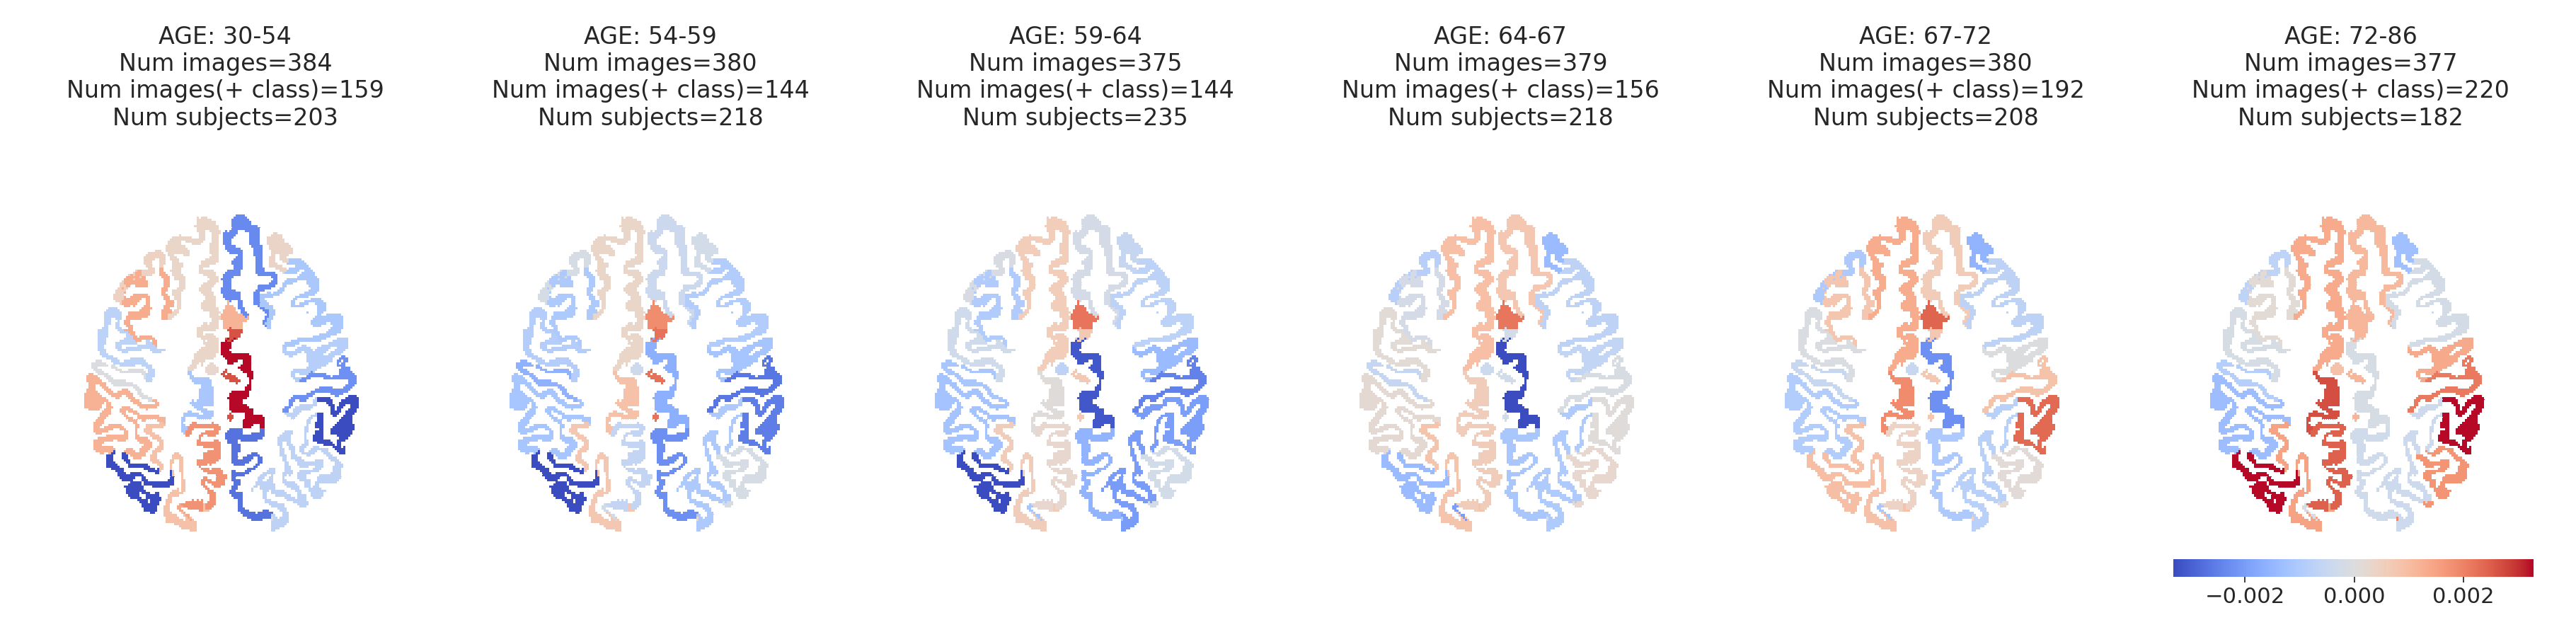 AGE: 30-54
Num images=384
Num images(+ class)=159
Num subjects=203
AGE: 54-59
Num images=380
Num images(+ class)=144
Num subjects=218
AGE: 59-64
Num images=375
Num images(+ class)=144
Num subjects=235
AGE: 64-67
Num images=379
Num images(+ class)=156
Num subjects=218
AGE: 67-72
Num images=380
Num images(+ class)=192
Num subjects=208
AGE: 72-86
Num images=377
Num images(+ class)=220
Num subjects=182
−0.002 0.000 0.002